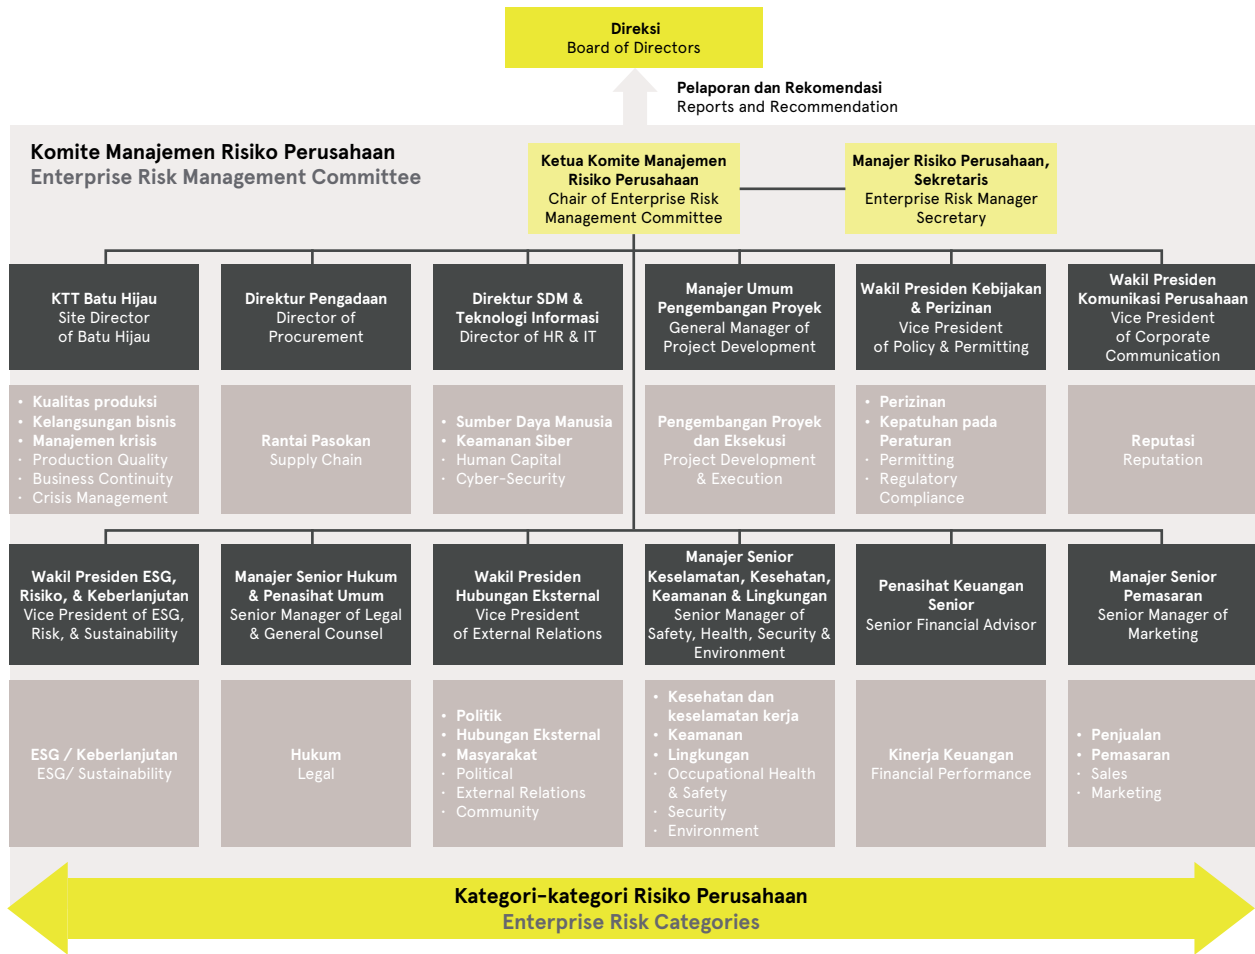 Direksi
Board of Directors
Pelaporan dan Rekomendasi
Reports and Recommendation
Komite Manajemen Risiko Perusahaan
Enterprise Risk Management Committee
Ketua Komite Manajemen
Risiko Perusahaan
Chair of Enterprise Risk
Management Committee
Manajer Risiko Perusahaan,
Sekretaris
Enterprise Risk Manager
Secretary
KTT Batu Hijau
Site Director
of Batu Hijau
Direktur Pengadaan
Director of
Procurement
Direktur SDM &
Teknologi Informasi
Director of HR & IT
Manajer Umum
Pengembangan Proyek
General Manager of
Project Development
Wakil Presiden Kebijakan
& Perizinan
Vice President
of Policy & Permitting
Wakil Presiden
Komunikasi Perusahaan
Vice President
of Corporate
Communication
• Kualitas produksi
• Kelangsungan bisnis
• Manajemen krisis
· Production Quality
· Business Continuity
· Crisis Management
Rantai Pasokan
Supply Chain
• Sumber Daya Manusia
• Keamanan Siber
· Human Capital
· Cyber-Security
Pengembangan Proyek
dan Eksekusi
Project Development
& Execution
• Perizinan
• Kepatuhan pada
Peraturan
· Permitting
· Regulatory
Compliance
Reputasi
Reputation
Wakil Presiden ESG,
Risiko, & Keberlanjutan
Vice President of ESG,
Risk, & Sustainability
Manajer Senior Hukum
& Penasihat Umum
Senior Manager of Legal
& General Counsel
Wakil Presiden
Hubungan Eksternal
Vice President
of External Relations
Manajer Senior
Keselamatan, Kesehatan,
Keamanan & Lingkungan
Senior Manager of
Safety, Health, Security &
Environment
Penasihat Keuangan
Senior
Senior Financial Advisor
Manajer Senior
Pemasaran
Senior Manager of
Marketing
ESG / Keberlanjutan
ESG/ Sustainability
Hukum
Legal
• Politik
• Hubungan Eksternal
• Masyarakat
· Political
· External Relations
· Community
• Kesehatan dan
keselamatan kerja
• Keamanan
• Lingkungan
· Occupational Health
& Safety
· Security
· Environment
Kinerja Keuangan
Financial Performance
• Penjualan
• Pemasaran
· Sales
· Marketing
Kategori-kategori Risiko Perusahaan
Enterprise Risk Categories